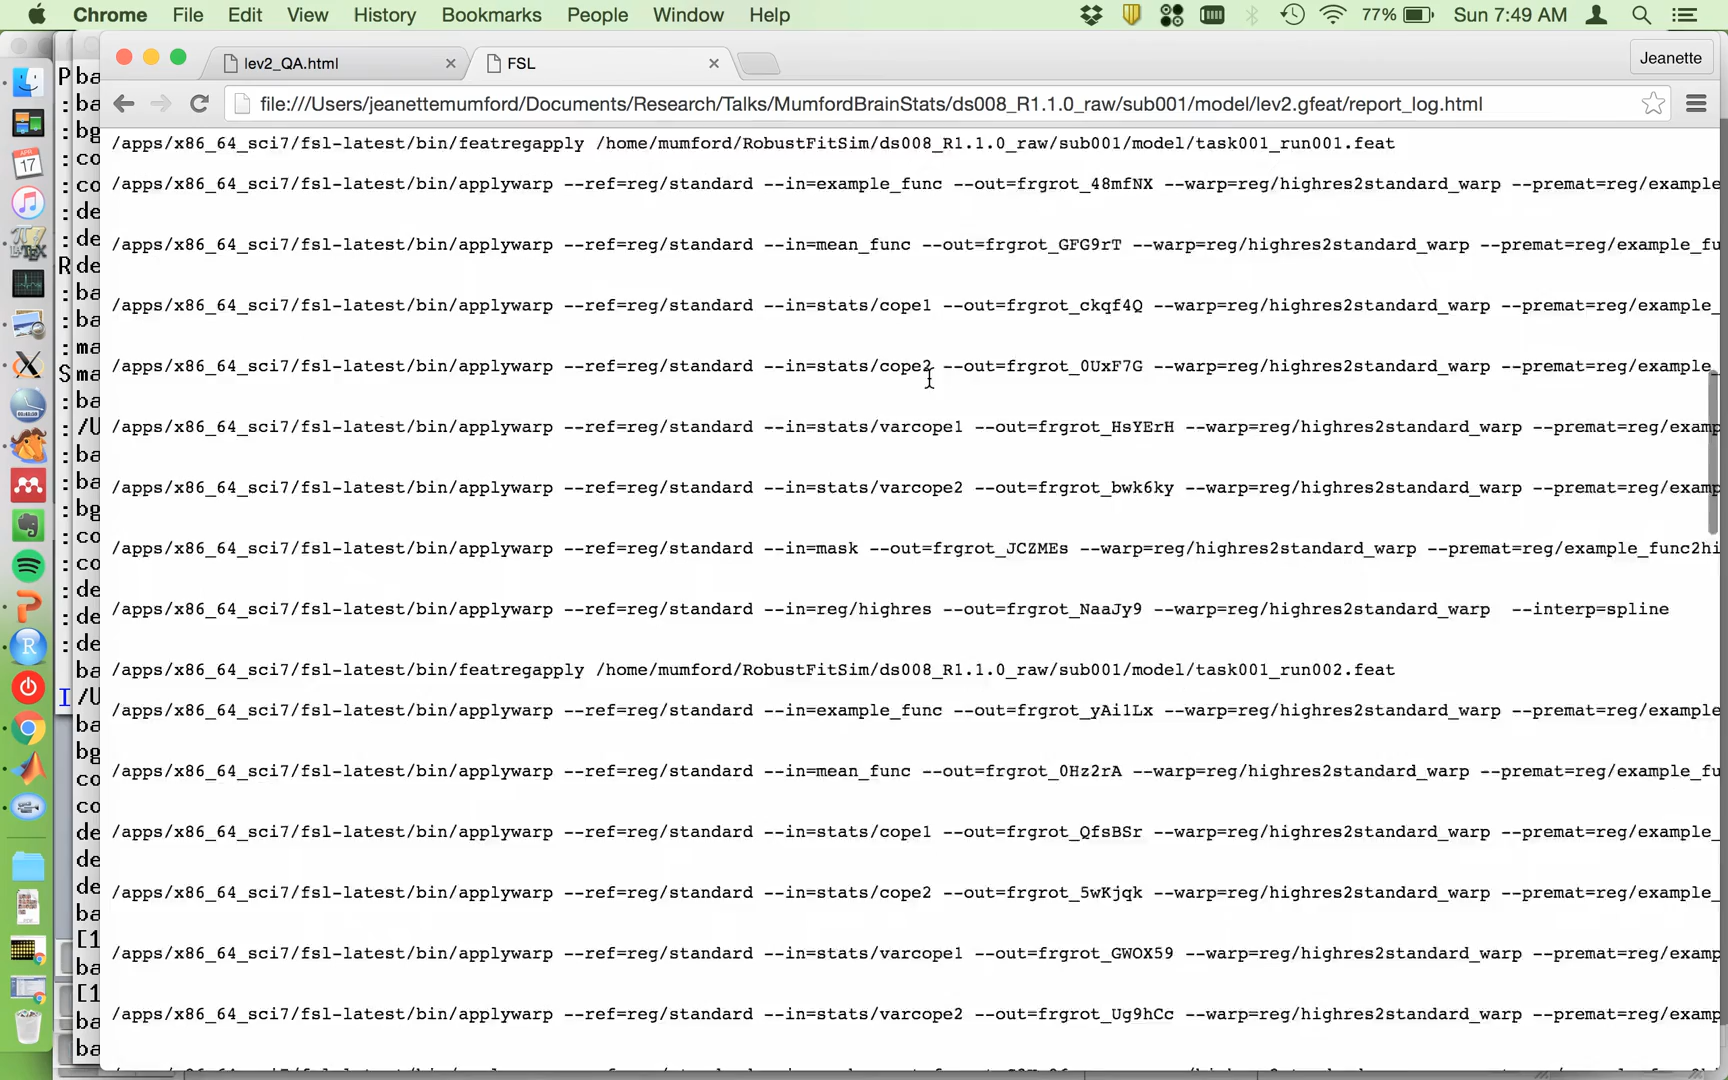 Chrome File Edit View History Bookmarks People Window Help 77% Sun 7:49 AM
lev2_QA.html FSL Jeanette
file:///Users/jeanettemumford/Documents/Research/Talks/MumfordBrainStats/ds008_R1.1.0_raw/sub001/model/lev2.gfeat/report_log.html
/apps/x86_64_sci7/fsl-latest/bin/featregapply /home/mumford/RobustFitSim/ds008_R1.1.0_raw/sub001/model/task001_run001.feat
/apps/x86_64_sci7/fsl-latest/bin/applywarp --ref=reg/standard --in=example_func --out=frgrot_48mfNX --warp=reg/highres2standard_warp --premat=reg/example
/apps/x86_64_sci7/fsl-latest/bin/applywarp --ref=reg/standard --in=mean_func --out=frgrot_GFG9rT --warp=reg/highres2standard_warp --premat=reg/example_fu
/apps/x86_64_sci7/fsl-latest/bin/applywarp --ref=reg/standard --in=stats/cope1 --out=frgrot_ckqf4Q --warp=reg/highres2standard_warp --premat=reg/example_
/apps/x86_64_sci7/fsl-latest/bin/applywarp --ref=reg/standard --in=stats/cope2 --out=frgrot_0UxF7G --warp=reg/highres2standard_warp --premat=reg/example_
/apps/x86_64_sci7/fsl-latest/bin/applywarp --ref=reg/standard --in=stats/varcope1 --out=frgrot_HsYErH --warp=reg/highres2standard_warp --premat=reg/examp
/apps/x86_64_sci7/fsl-latest/bin/applywarp --ref=reg/standard --in=stats/varcope2 --out=frgrot_bwk6ky --warp=reg/highres2standard_warp --premat=reg/examp
/apps/x86_64_sci7/fsl-latest/bin/applywarp --ref=reg/standard --in=mask --out=frgrot_JCZMEs --warp=reg/highres2standard_warp --premat=reg/example_func2hi
/apps/x86_64_sci7/fsl-latest/bin/applywarp --ref=reg/standard --in=reg/highres --out=frgrot_NaaJy9 --warp=reg/highres2standard_warp --interp=spline
/apps/x86_64_sci7/fsl-latest/bin/featregapply /home/mumford/RobustFitSim/ds008_R1.1.0_raw/sub001/model/task001_run002.feat
/apps/x86_64_sci7/fsl-latest/bin/applywarp --ref=reg/standard --in=example_func --out=frgrot_yAi1Lx --warp=reg/highres2standard_warp --premat=reg/example
/apps/x86_64_sci7/fsl-latest/bin/applywarp --ref=reg/standard --in=mean_func --out=frgrot_0Hz2rA --warp=reg/highres2standard_warp --premat=reg/example_fu
/apps/x86_64_sci7/fsl-latest/bin/applywarp --ref=reg/standard --in=stats/cope1 --out=frgrot_QfsBSr --warp=reg/highres2standard_warp --premat=reg/example_
/apps/x86_64_sci7/fsl-latest/bin/applywarp --ref=reg/standard --in=stats/cope2 --out=frgrot_5wKjqk --warp=reg/highres2standard_warp --premat=reg/example_
/apps/x86_64_sci7/fsl-latest/bin/applywarp --ref=reg/standard --in=stats/varcope1 --out=frgrot_GWOX59 --warp=reg/highres2standard_warp --premat=reg/examp
/apps/x86_64_sci7/fsl-latest/bin/applywarp --ref=reg/standard --in=stats/varcope2 --out=frgrot_Ug9hCc --warp=reg/highres2standard_warp --premat=reg/examp